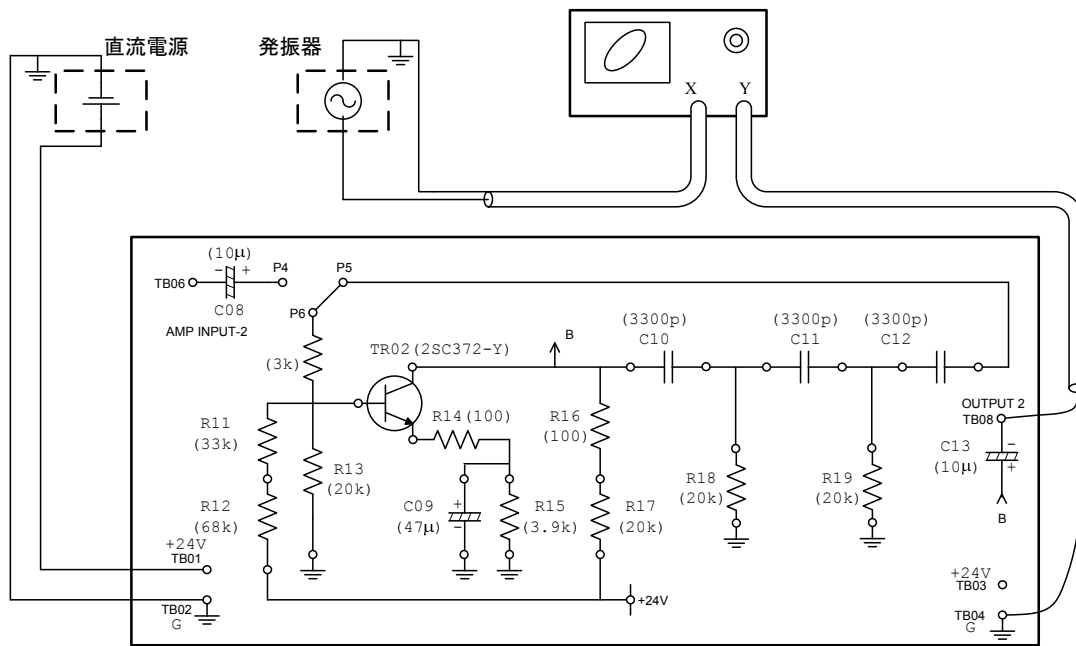 直流電源
発振器
X
Y
(10μ)
TB06
- +
P4
C08
AMP INPUT-2
P5
P6
(3k)
TR02(2SC372-Y)
B
(3300p)
C10
(3300p)
C11
(3300p)
C12
R11
(33k)
R12
(68k)
R13
(20k)
R14(100)
C09
(47μ)
+
-
R15
(3.9k)
R16
(100)
R17
(20k)
R18
(20k)
R19
(20k)
OUTPUT 2
TB08
C13
(10μ)
-
+
B
+24V
TB01
TB02
G
+24V
+24V
TB03
TB04
G